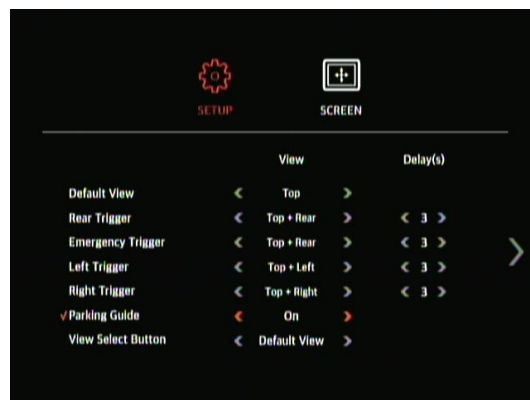 SETUP SCREEN
View Delay(s)
Default View Top
Rear Trigger Top + Rear 3
Emergency Trigger Top + Rear 3
Left Trigger Top + Left 3
Right Trigger Top + Right 3
√Parking Guide On
View Select Button Default View